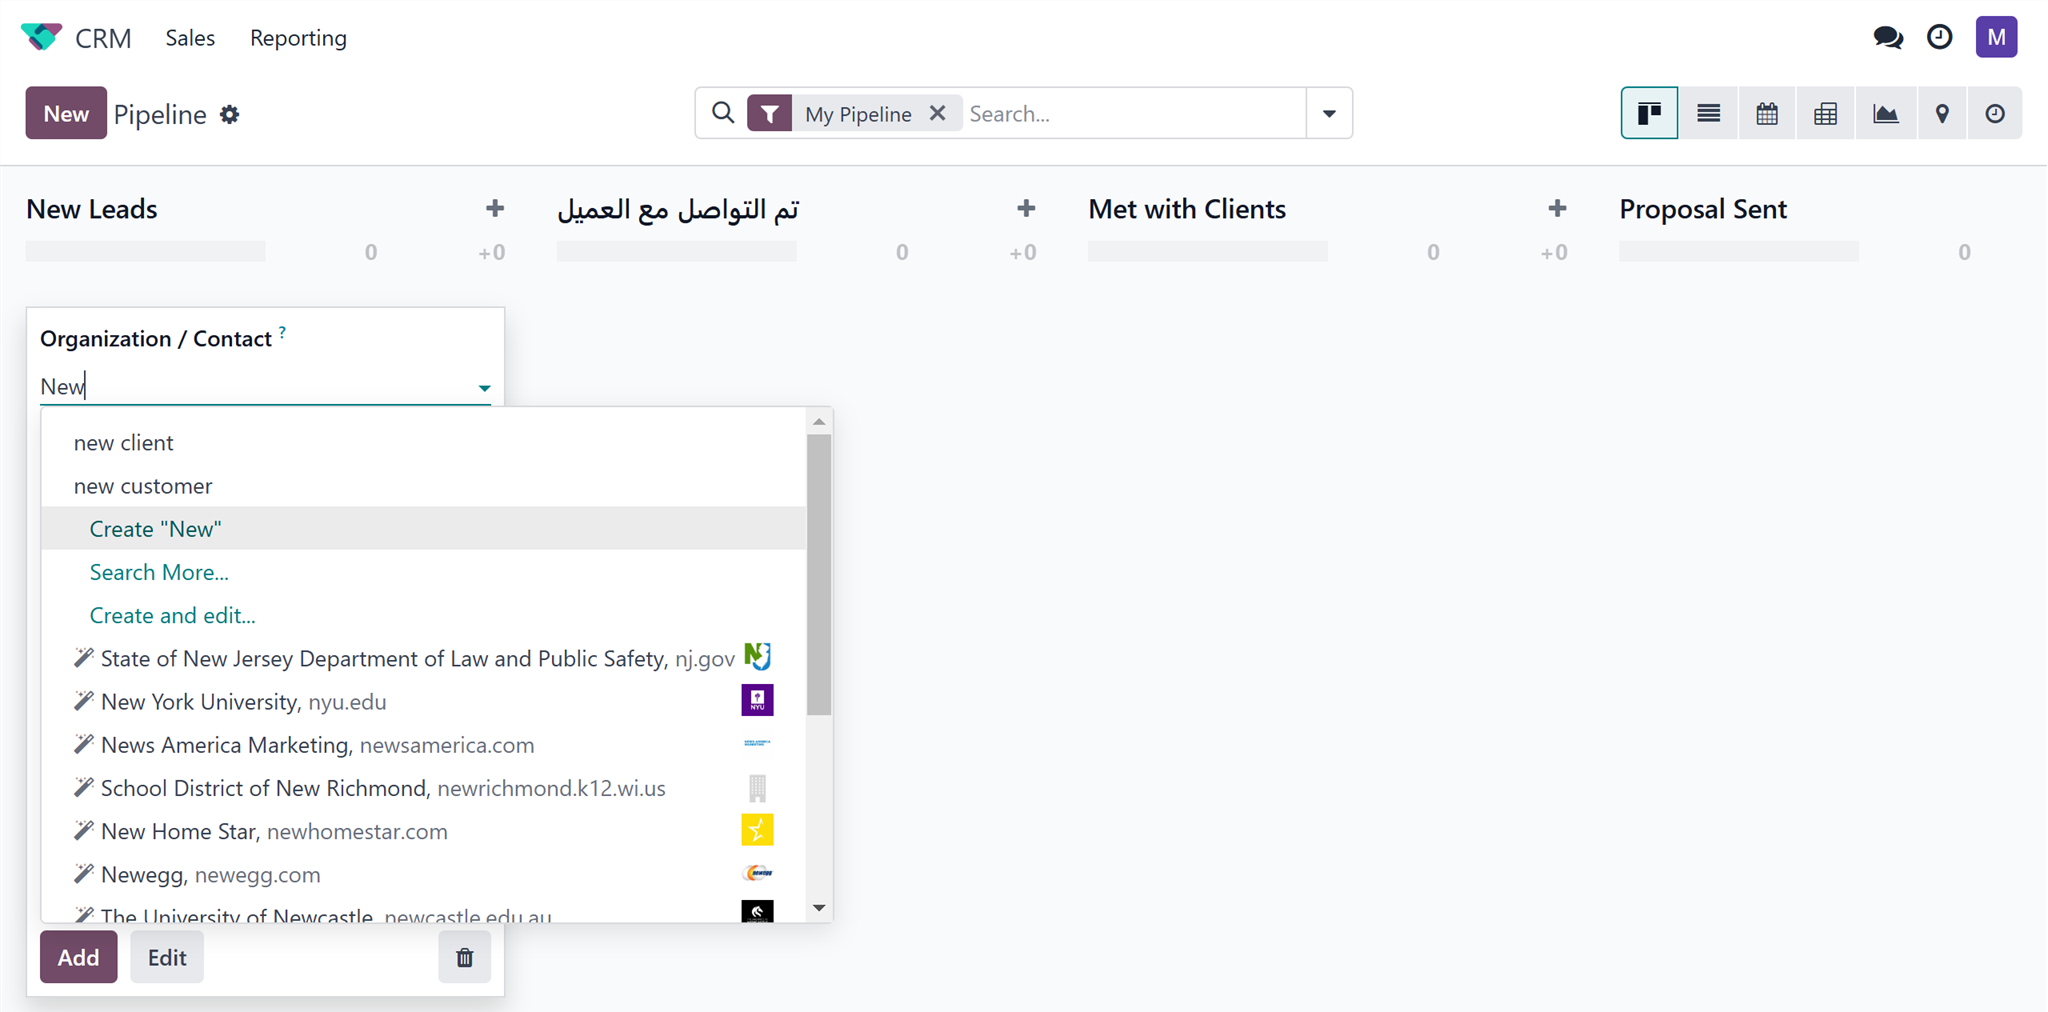 CRM Sales Reporting M
New Pipeline My Pipeline Search...
New Leads تم التواصل مع العميل Met with Clients Proposal Sent
0 +0 0 +0 0 +0 0
Organization / Contact ?
New
new client
new customer
Create "New"
Search More...
Create and edit...
State of New Jersey Department of Law and Public Safety, nj.gov
New York University, nyu.edu NYU
News America Marketing, newsamerica.com
School District of New Richmond, newrichmond.k12.wi.us
New Home Star, newhomestar.com
Newegg, newegg.com newegg
The University of Newcastle, newcastle.edu.au
Add Edit